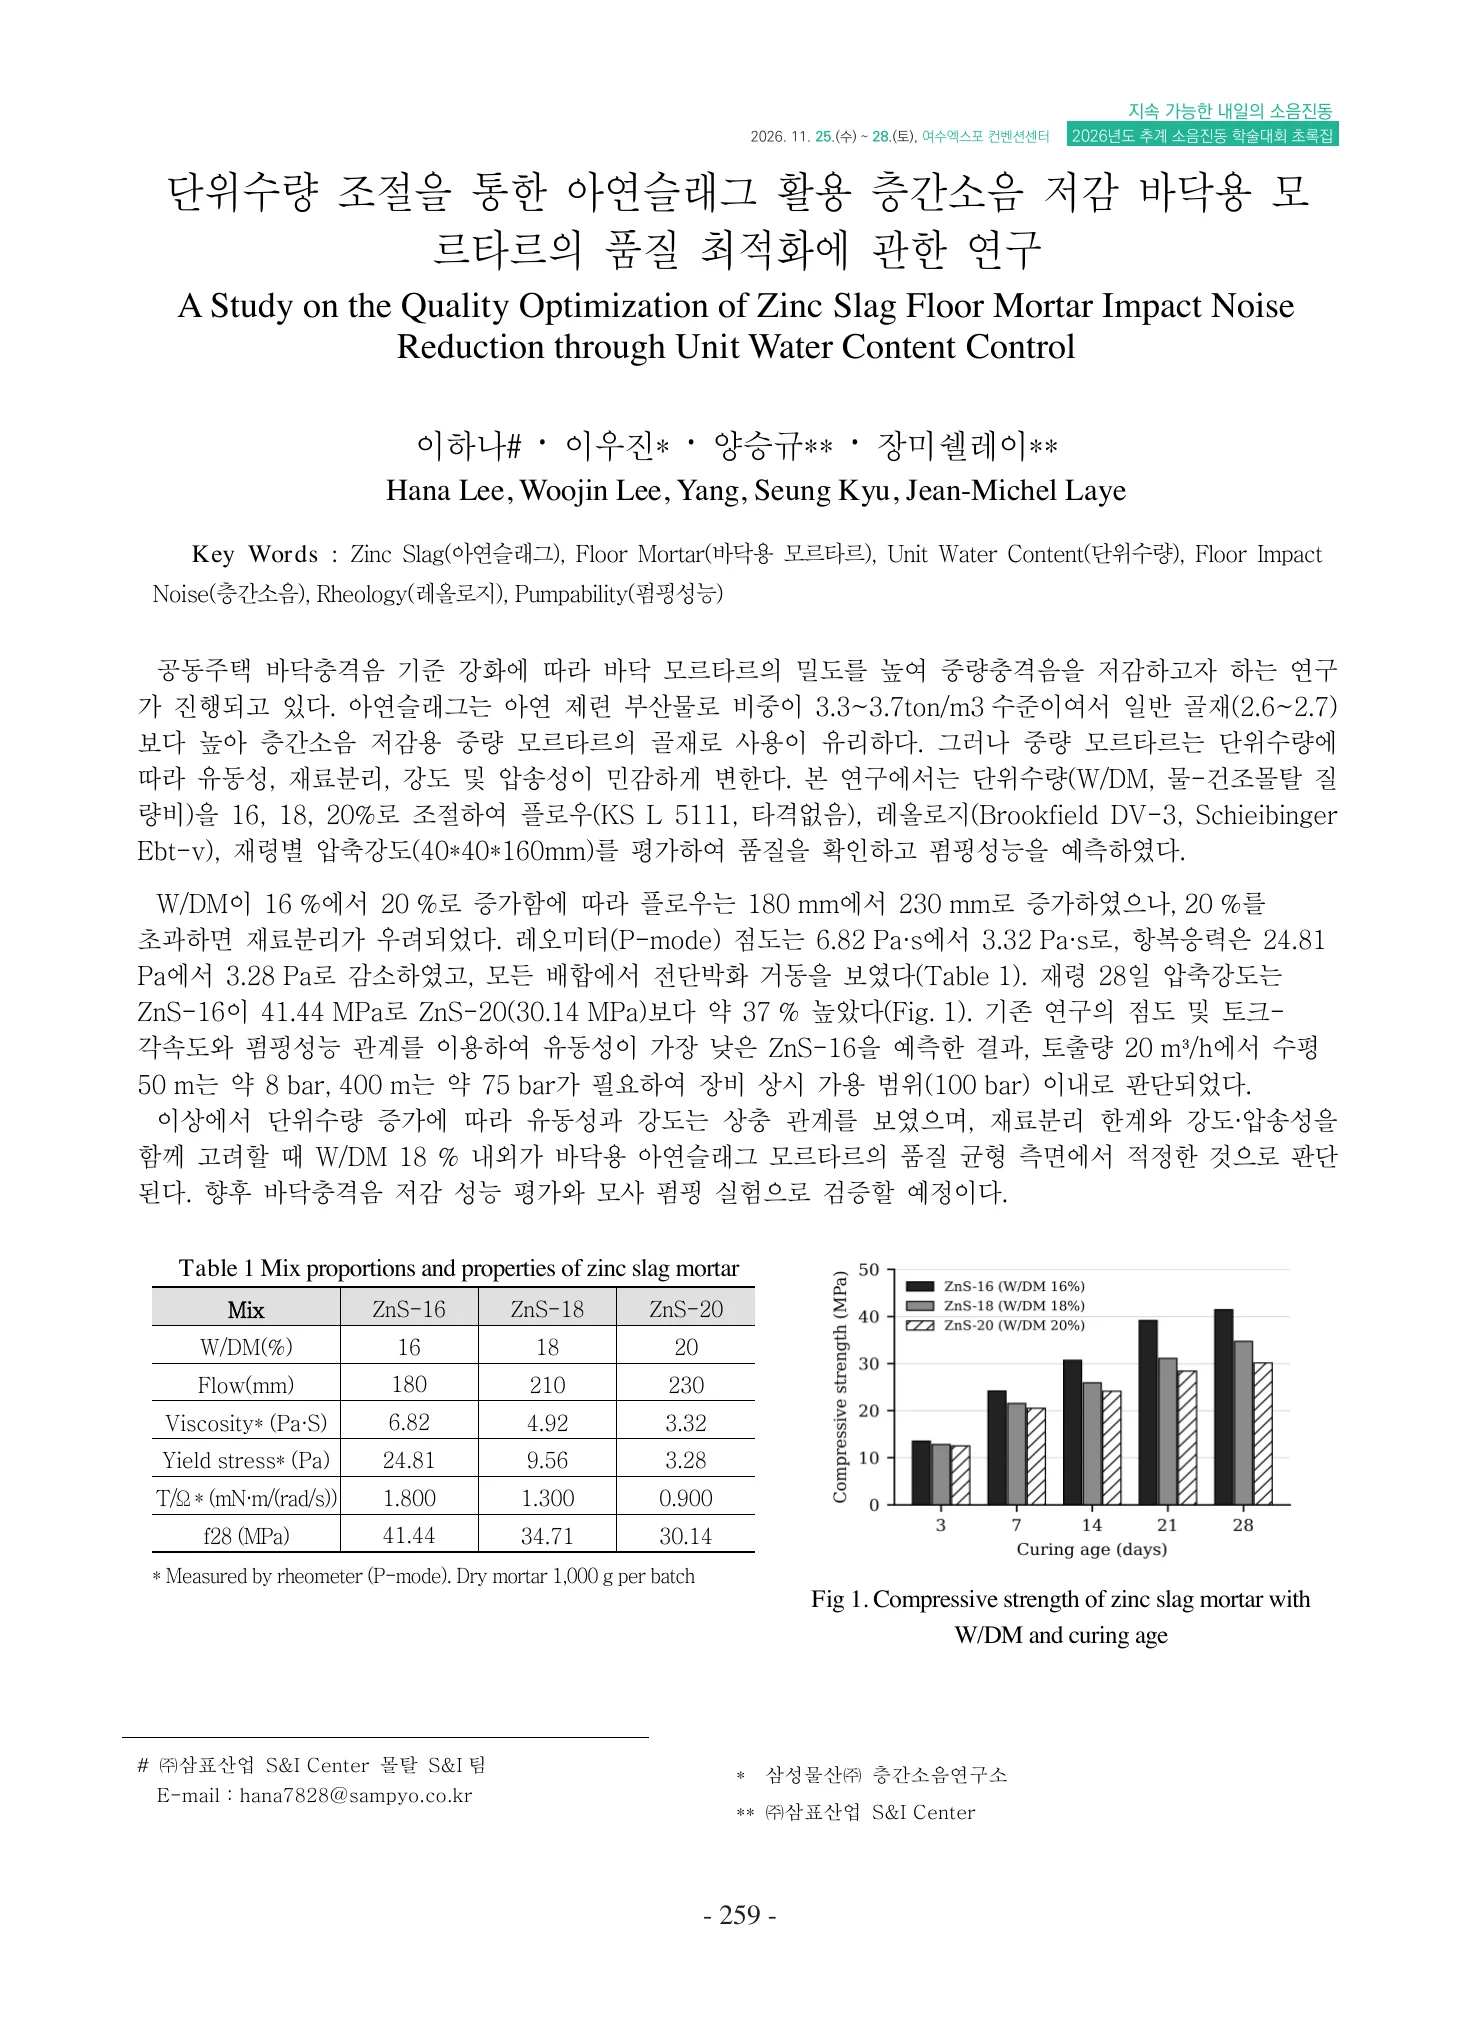 지속 가능한 내일의 소음진동
2026. 11. 25.(수) ~ 28.(토), 여수엑스포 컨벤션센터 2026년도 추계 소음진동 학술대회 초록집
단위수량 조절을 통한 아연슬래그 활용 층간소음 저감 바닥용 모
르타르의 품질 최적화에 관한 연구
A Study on the Quality Optimization of Zinc Slag Floor Mortar Impact Noise
Reduction through Unit Water Content Control
이하나# · 이우진* · 양승규** · 장미쉘레이**
Hana Lee, Woojin Lee, Yang, Seung Kyu, Jean-Michel Laye
Key Words : Zinc Slag(아연슬래그), Floor Mortar(바닥용 모르타르), Unit Water Content(단위수량), Floor Impact
Noise(층간소음), Rheology(레올로지), Pumpability(펌핑성능)
공동주택 바닥충격음 기준 강화에 따라 바닥 모르타르의 밀도를 높여 중량충격음을 저감하고자 하는 연구
가 진행되고 있다. 아연슬래그는 아연 제련 부산물로 비중이 3.3~3.7ton/m3 수준이여서 일반 골재(2.6~2.7)
보다 높아 층간소음 저감용 중량 모르타르의 골재로 사용이 유리하다. 그러나 중량 모르타르는 단위수량에
따라 유동성, 재료분리, 강도 및 압송성이 민감하게 변한다. 본 연구에서는 단위수량(W/DM, 물-건조몰탈 질
량비)을 16, 18, 20%로 조절하여 플로우(KS L 5111, 타격없음), 레올로지(Brookfield DV-3, Schieibinger
Ebt-v), 재령별 압축강도(40*40*160mm)를 평가하여 품질을 확인하고 펌핑성능을 예측하였다.
W/DM이 16 %에서 20 %로 증가함에 따라 플로우는 180 mm에서 230 mm로 증가하였으나, 20 %를
초과하면 재료분리가 우려되었다. 레오미터(P-mode) 점도는 6.82 Pa·s에서 3.32 Pa·s로, 항복응력은 24.81
Pa에서 3.28 Pa로 감소하였고, 모든 배합에서 전단박화 거동을 보였다(Table 1). 재령 28일 압축강도는
ZnS-16이 41.44 MPa로 ZnS-20(30.14 MPa)보다 약 37 % 높았다(Fig. 1). 기존 연구의 점도 및 토크-
각속도와 펌핑성능 관계를 이용하여 유동성이 가장 낮은 ZnS-16을 예측한 결과, 토출량 20 m³/h에서 수평
50 m는 약 8 bar, 400 m는 약 75 bar가 필요하여 장비 상시 가용 범위(100 bar) 이내로 판단되었다.
이상에서 단위수량 증가에 따라 유동성과 강도는 상충 관계를 보였으며, 재료분리 한계와 강도·압송성을
함께 고려할 때 W/DM 18 % 내외가 바닥용 아연슬래그 모르타르의 품질 균형 측면에서 적정한 것으로 판단
된다. 향후 바닥충격음 저감 성능 평가와 모사 펌핑 실험으로 검증할 예정이다.
Table 1 Mix proportions and properties of zinc slag mortar
Mix ZnS-16 ZnS-18 ZnS-20
W/DM(%) 16 18 20
Flow(mm) 180 210 230
Viscosity* (Pa·S) 6.82 4.92 3.32
Yield stress* (Pa) 24.81 9.56 3.28
T/Ω * (mN·m/(rad/s)) 1.800 1.300 0.900
f28 (MPa) 41.44 34.71 30.14
* Measured by rheometer (P-mode). Dry mortar 1,000 g per batch
Compressive strength (MPa)
50
40
30
20
10
0
ZnS-16 (W/DM 16%)
ZnS-18 (W/DM 18%)
ZnS-20 (W/DM 20%)
3 7 14 21 28
Curing age (days)
Fig 1. Compressive strength of zinc slag mortar with
W/DM and curing age
# ㈜삼표산업 S&I Center 몰탈 S&I 팀
E-mail : hana7828@sampyo.co.kr
* 삼성물산㈜ 층간소음연구소
** ㈜삼표산업 S&I Center
- 259 -